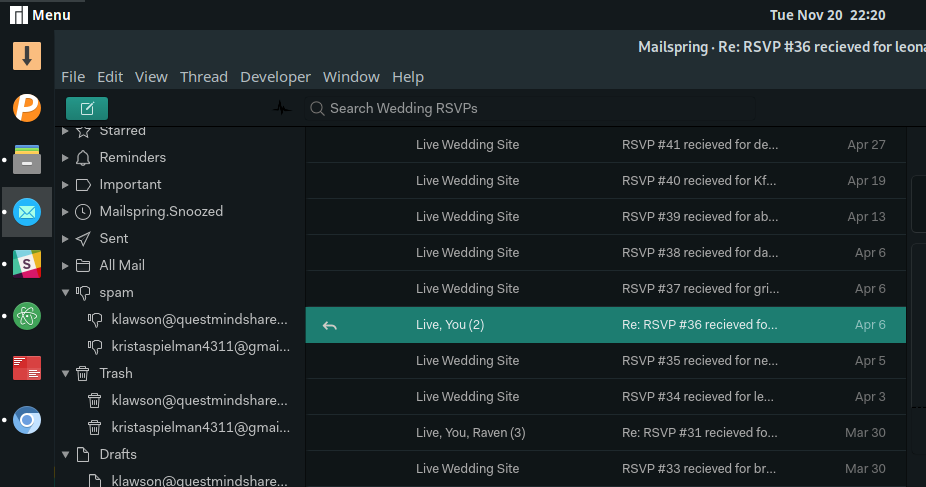 Menu
Tue Nov 20 22:20
Mailspring · Re: RSVP #36 recieved for leona
File Edit View Thread Developer Window Help
Search Wedding RSVPs
Starred
Reminders
Important
Mailspring.Snoozed
Sent
All Mail
spam
klawson@questmindshare...
kristaspielman4311@gmai...
Trash
klawson@questmindshare...
kristaspielman4311@gmai...
Drafts
klawson@questmindshare...
Live Wedding Site RSVP #41 recieved for de... Apr 27
Live Wedding Site RSVP #40 recieved for Kf... Apr 19
Live Wedding Site RSVP #39 recieved for ab... Apr 13
Live Wedding Site RSVP #38 recieved for da... Apr 6
Live Wedding Site RSVP #37 recieved for gri... Apr 6
Live, You (2) Re: RSVP #36 recieved fo... Apr 6
Live Wedding Site RSVP #35 recieved for ne... Apr 5
Live Wedding Site RSVP #34 recieved for le... Apr 3
Live, You, Raven (3) Re: RSVP #31 recieved fo... Mar 30
Live Wedding Site RSVP #33 recieved for br... Mar 30